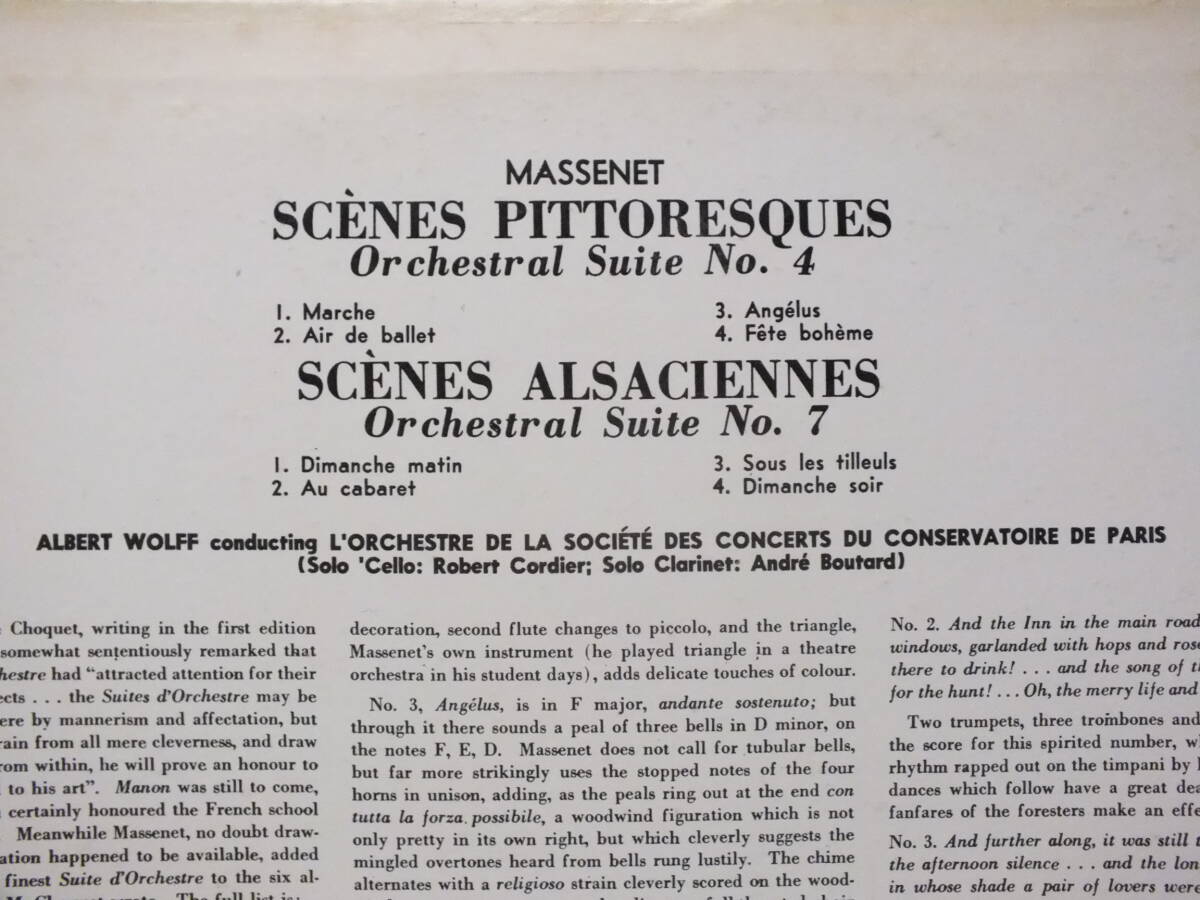 MASSENET
SCÈNES PITTORESQUES
Orchestral Suite No. 4
1. Marche
2. Air de ballet
3. Angélus
4. Fête bohème
SCÈNES ALSACIENNES
Orchestral Suite No. 7
1. Dimanche matin
2. Au cabaret
3. Sous les tilleuls
4. Dimanche soir
ALBERT WOLFF conducting L'ORCHESTRE DE LA SOCIÉTÉ DES CONCERTS DU CONSERVATOIRE DE PARIS
(Solo 'Cello: Robert Cordier; Solo Clarinet: André Boutard)
Choquet, writing in the first edition
somewhat sententiously remarked that
hestre had “attracted attention for their
ects . . . the Suites d'Orchestre may be
ere by mannerism and affectation, but
rain from all mere cleverness, and draw
rom within, he will prove an honour to
to his art”. Manon was still to come,
certainly honoured the French school
Meanwhile Massenet, no doubt draw-
ation happened to be available, added
finest Suite d'Orchestre to the six al-
decoration, second flute changes to piccolo, and the triangle,
Massenet's own instrument (he played triangle in a theatre
orchestra in his student days), adds delicate touches of colour.
No. 3, Angélus, is in F major, andante sostenuto; but
through it there sounds a peal of three bells in D minor, on
the notes F, E, D. Massenet does not call for tubular bells,
but far more strikingly uses the stopped notes of the four
horns in unison, adding, as the peals ring out at the end con
tutta la forza possibile, a woodwind figuration which is not
only pretty in its own right, but which cleverly suggests the
mingled overtones heard from bells rung lustily. The chime
alternates with a religioso strain cleverly scored on the wood-
No. 2. And the Inn in the main road
windows, garlanded with hops and rose
there to drink! . . . and the song of t
for the hunt! . . . Oh, the merry life and
Two trumpets, three trombones and
the score for this spirited number, w
rhythm rapped out on the timpani by
dances which follow have a great dea
fanfares of the foresters make an effe
No. 3. And further along, it was still
the afternoon silence . . . and the lon
in whose shade a pair of lovers were